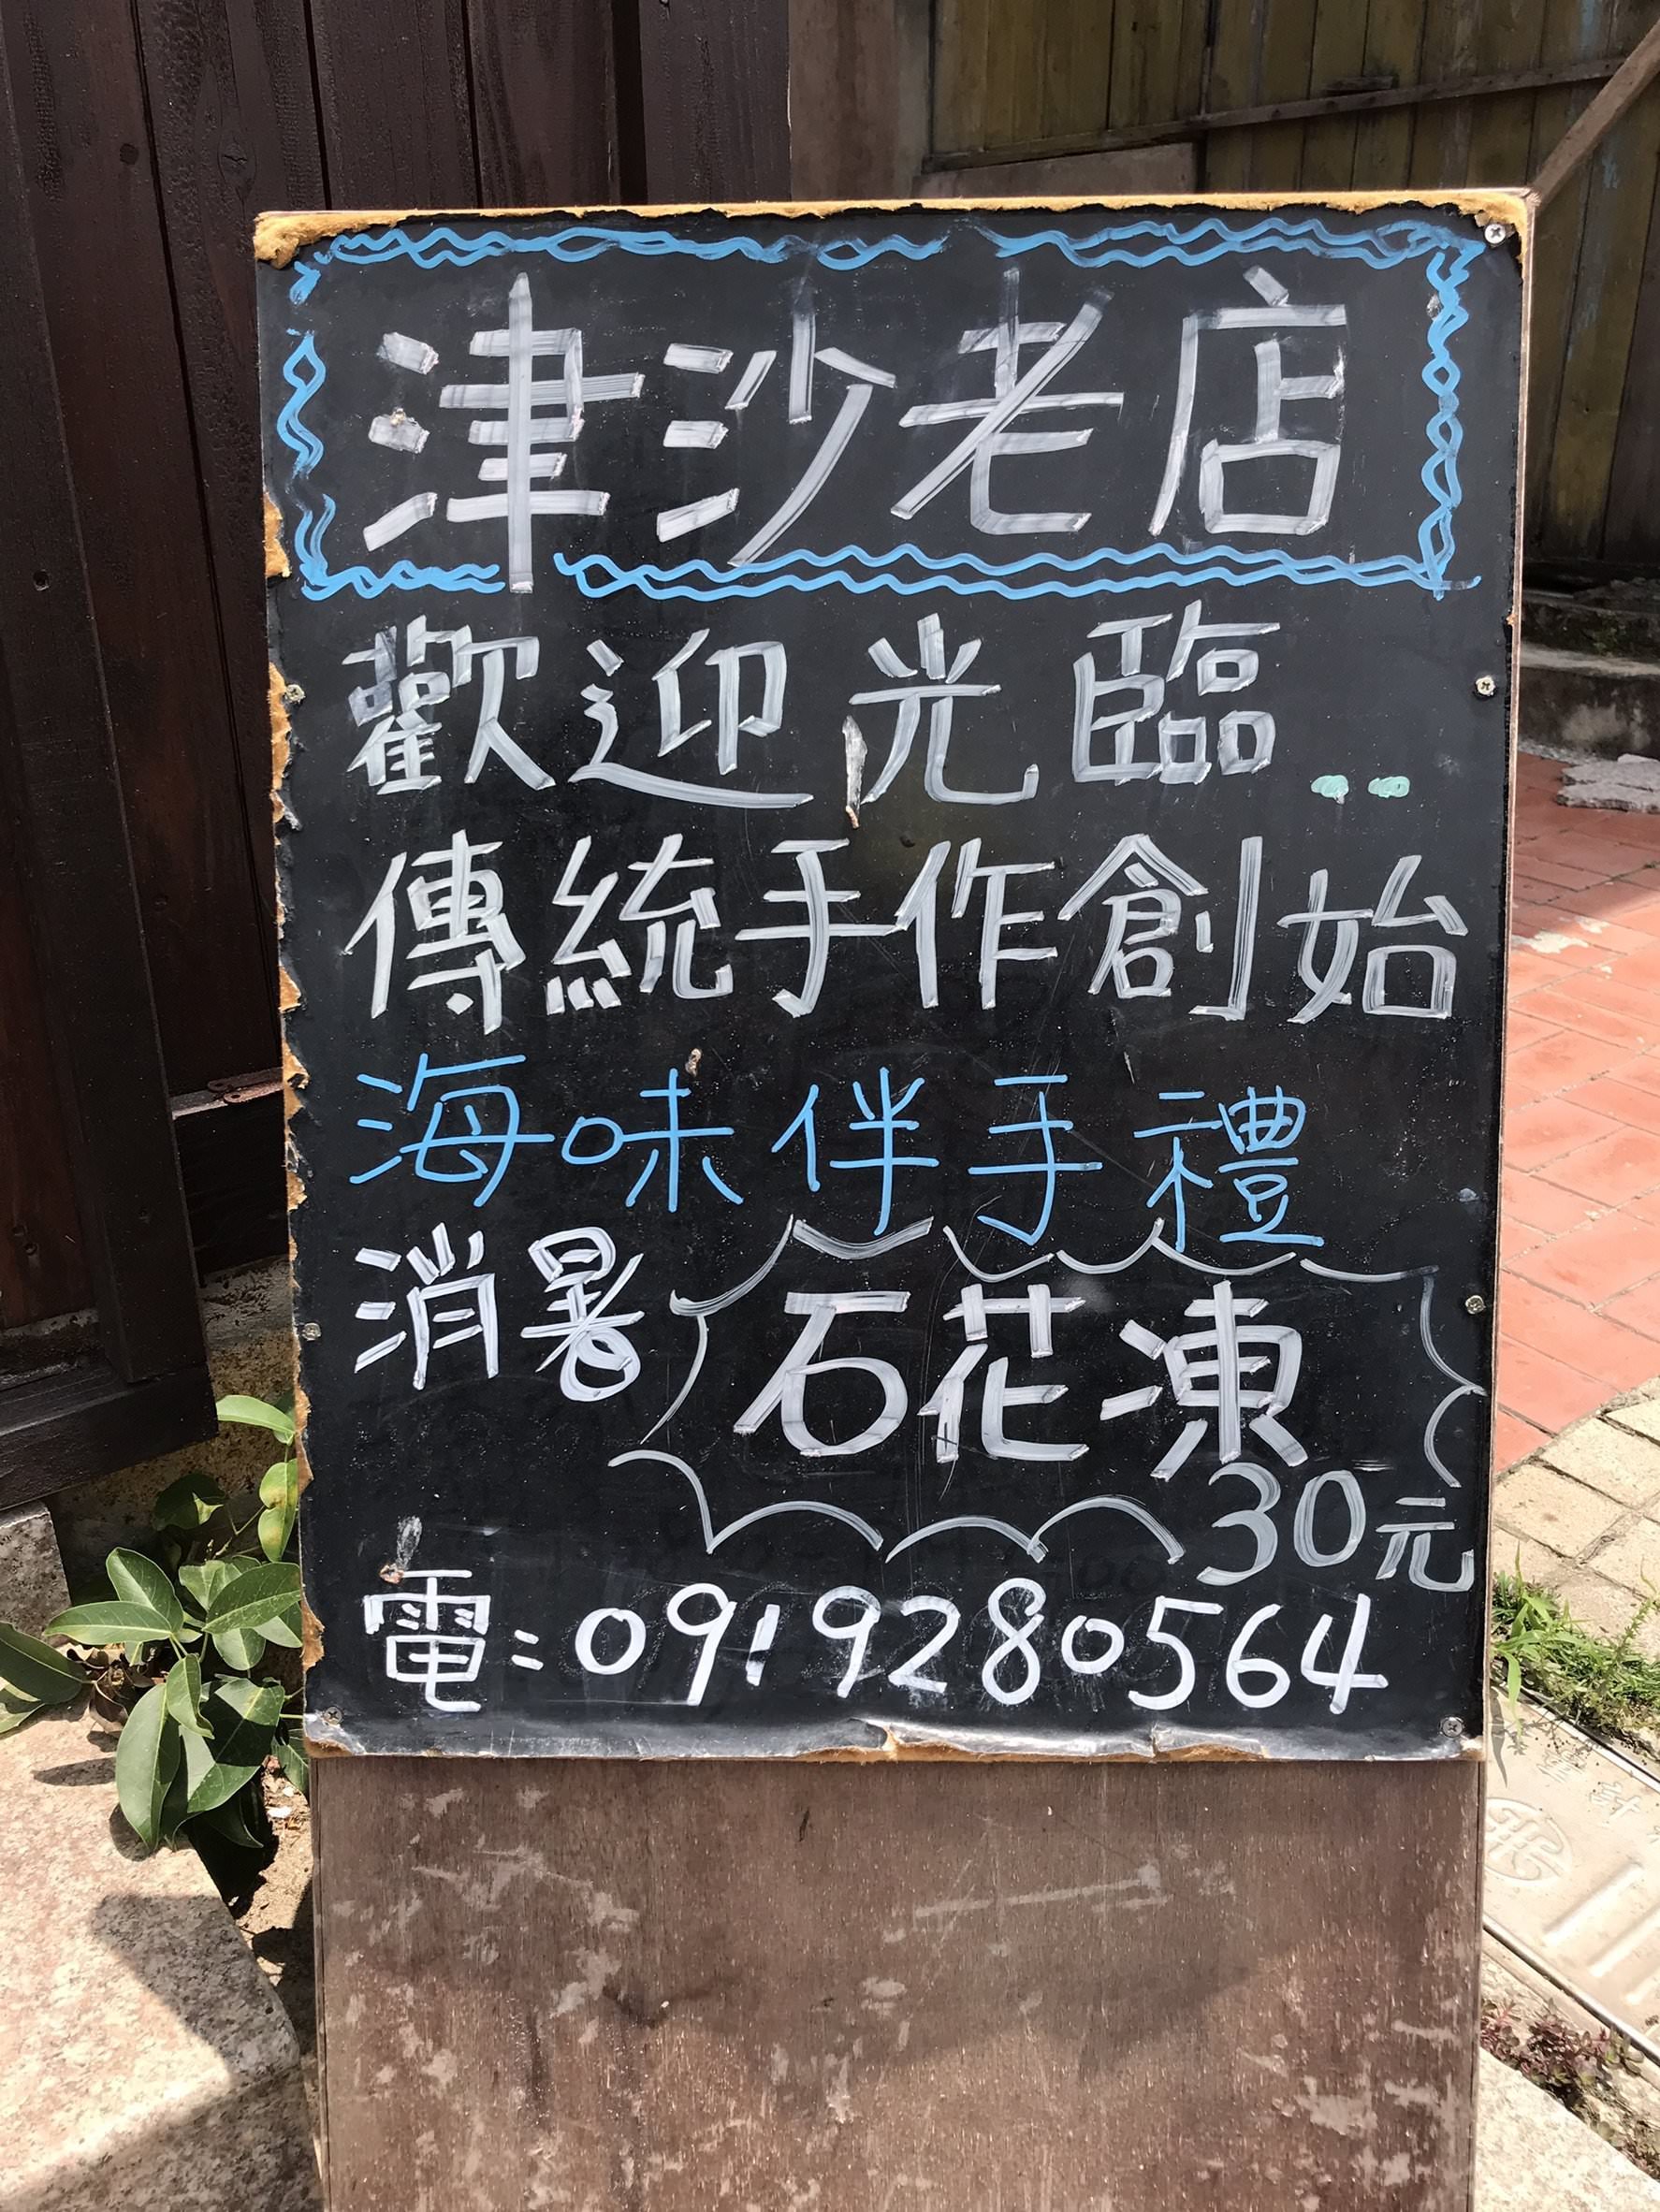 津沙老店
歡迎光臨..
傳統手作創始
海味伴手禮
消暑 石花凍
30元
電:0919280564